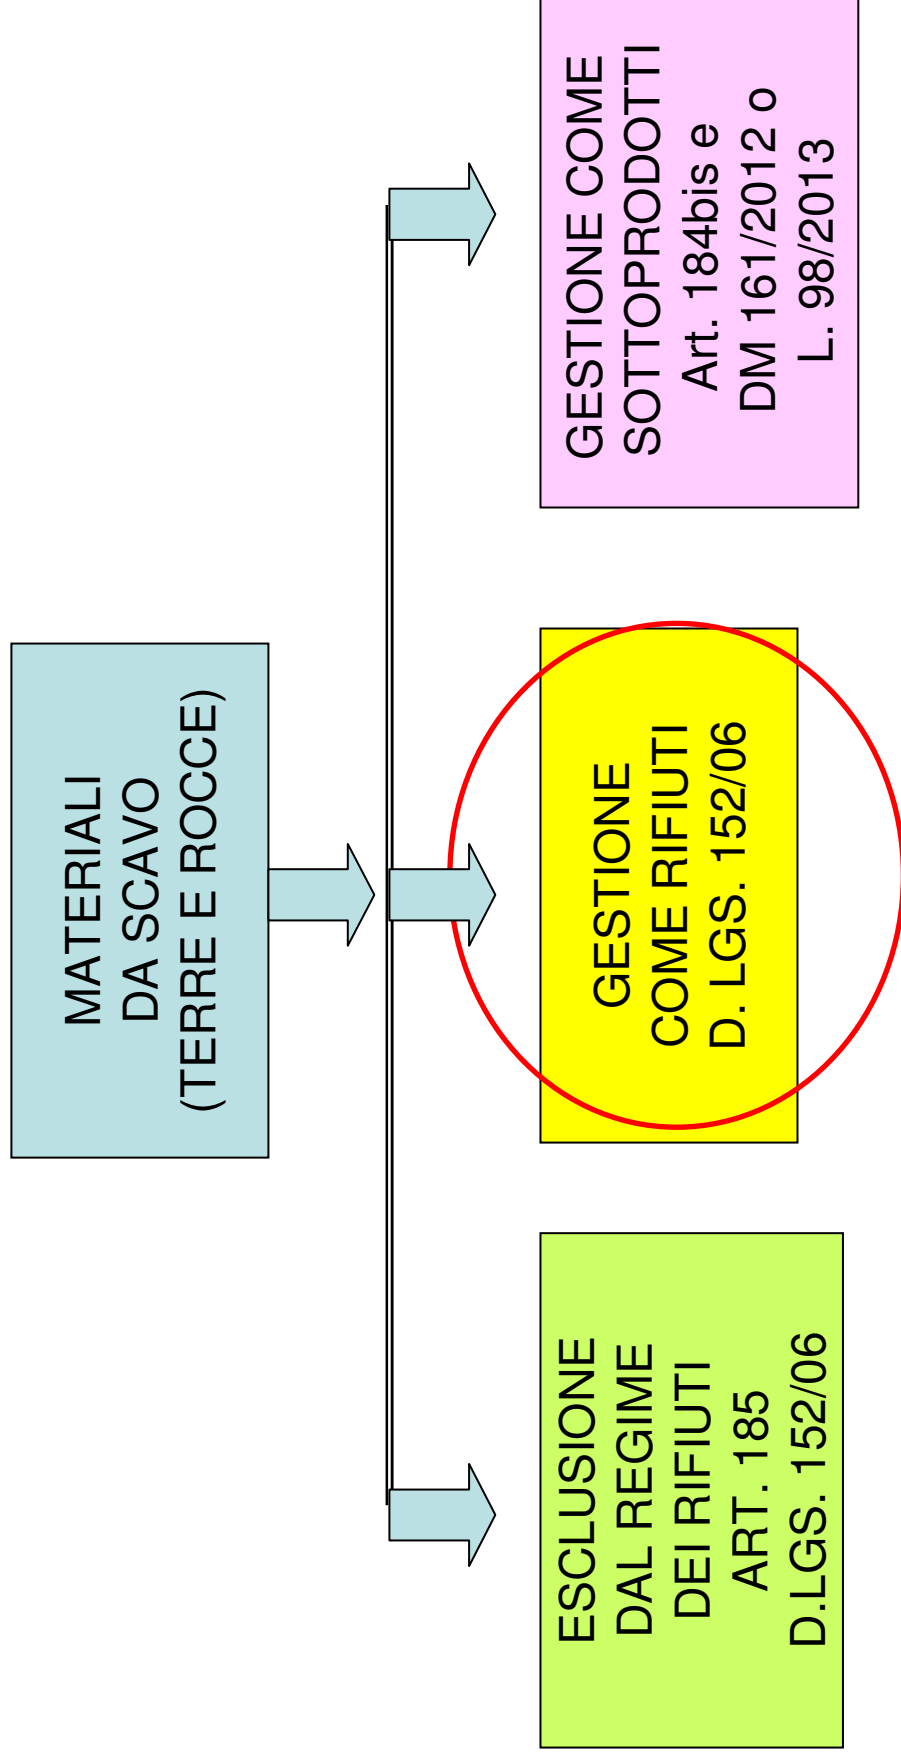 MATERIALI
DA SCAVO
(TERRE E ROCCE)
ESCLUSIONE
DAL REGIME
DEI RIFIUTI
ART. 185
D.LGS. 152/06
GESTIONE
COME RIFIUTI
D. LGS. 152/06
GESTIONE COME
SOTTOPRODOTTI
Art. 184bis e
DM 161/2012 o
L. 98/2013